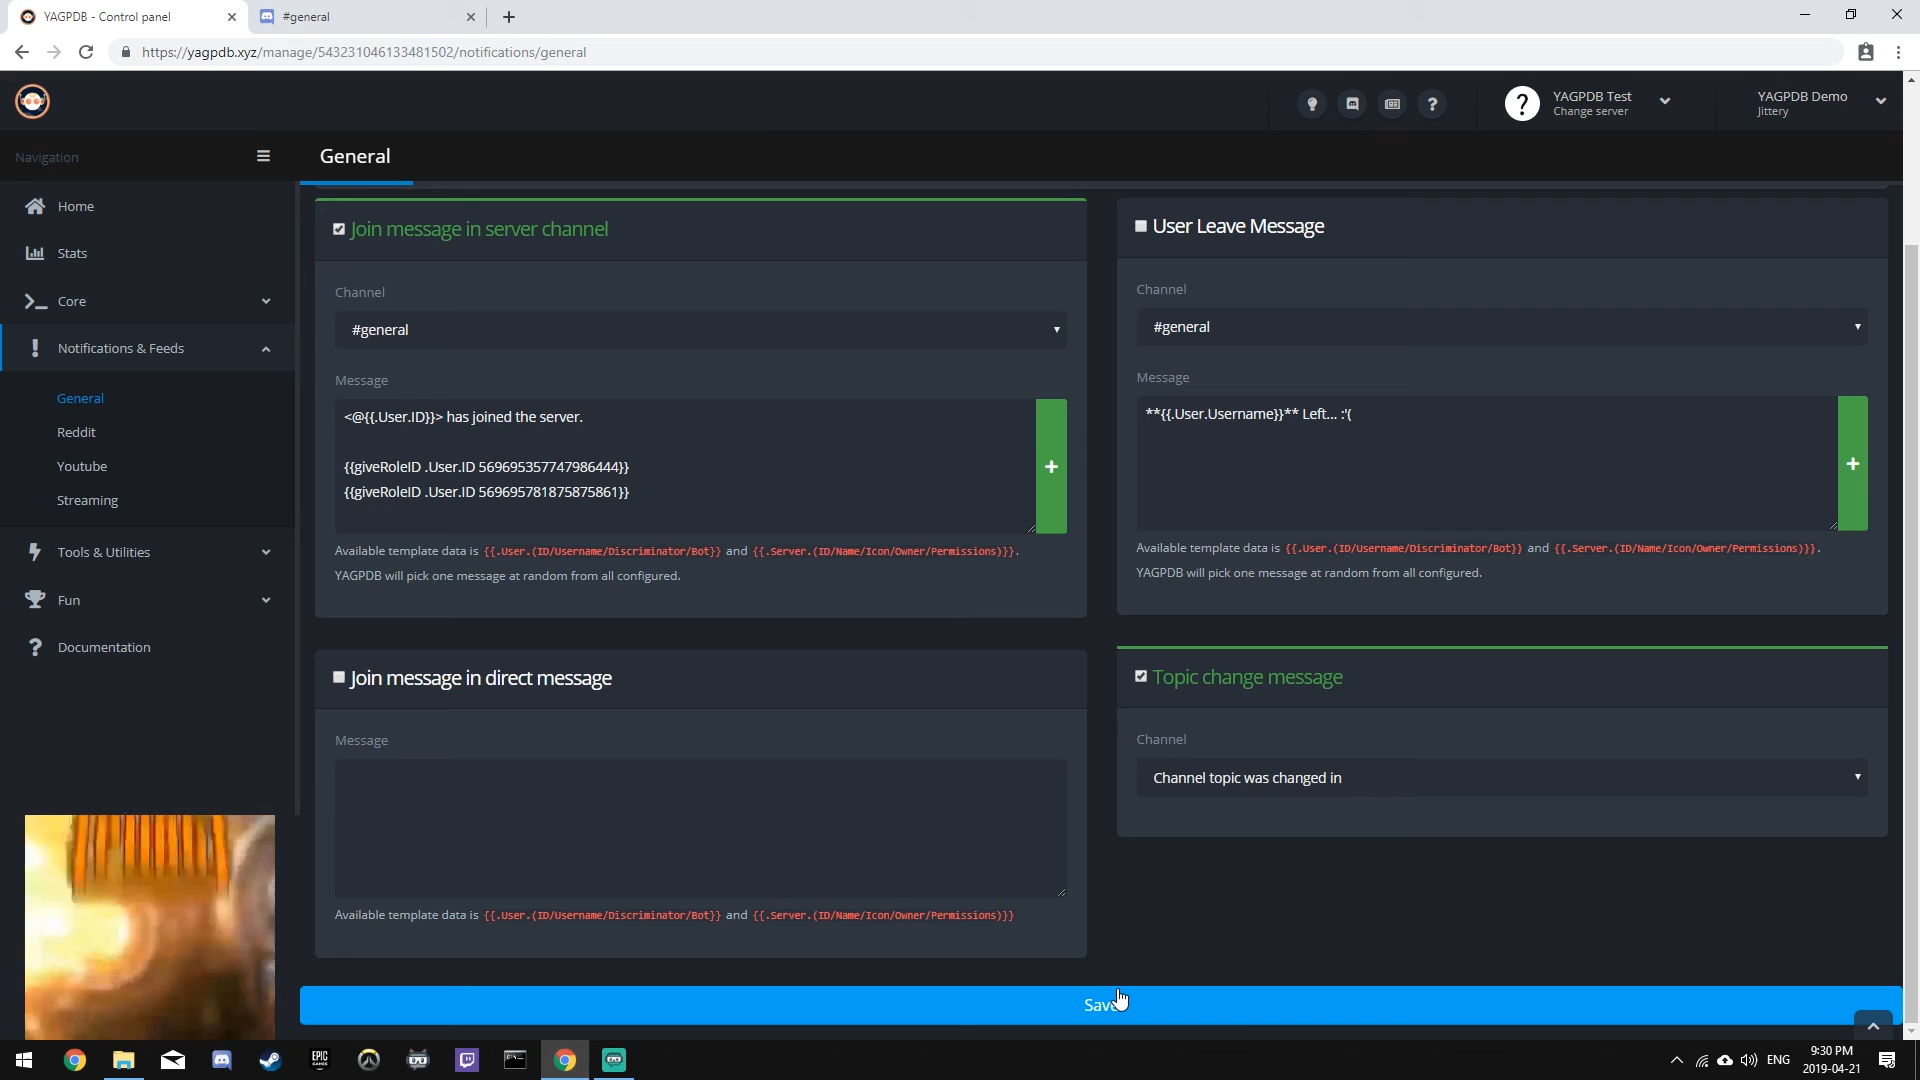 YAGPDB - Control panel
#general
https://yagpdb.xyz/manage/543231046133481502/notifications/general
YAGPDB Test
Change server
YAGPDB Demo
Jittery
Navigation
General
Home
Stats
Core
Notifications & Feeds
General
Reddit
Youtube
Streaming
Tools & Utilities
Fun
Documentation
Join message in server channel
Channel
#general
Message
<@{{.User.ID}}> has joined the server.
{{giveRoleID .User.ID 569695357747986444}}
{{giveRoleID .User.ID 569695781875875861}}
Available template data is {{.User.(ID/Username/Discriminator/Bot}} and {{.Server.(ID/Name/Icon/Owner/Permissions)}}.
YAGPDB will pick one message at random from all configured.
User Leave Message
Channel
#general
Message
**{{.User.Username}}** Left... :'(
Available template data is {{.User.(ID/Username/Discriminator/Bot}} and {{.Server.(ID/Name/Icon/Owner/Permissions)}}.
YAGPDB will pick one message at random from all configured.
Join message in direct message
Message
Available template data is {{.User.(ID/Username/Discriminator/Bot}} and {{.Server.(ID/Name/Icon/Owner/Permissions)}}
Topic change message
Channel
Channel topic was changed in
Save
EPIC
GAMES
ENG
9:30 PM
2019-04-21